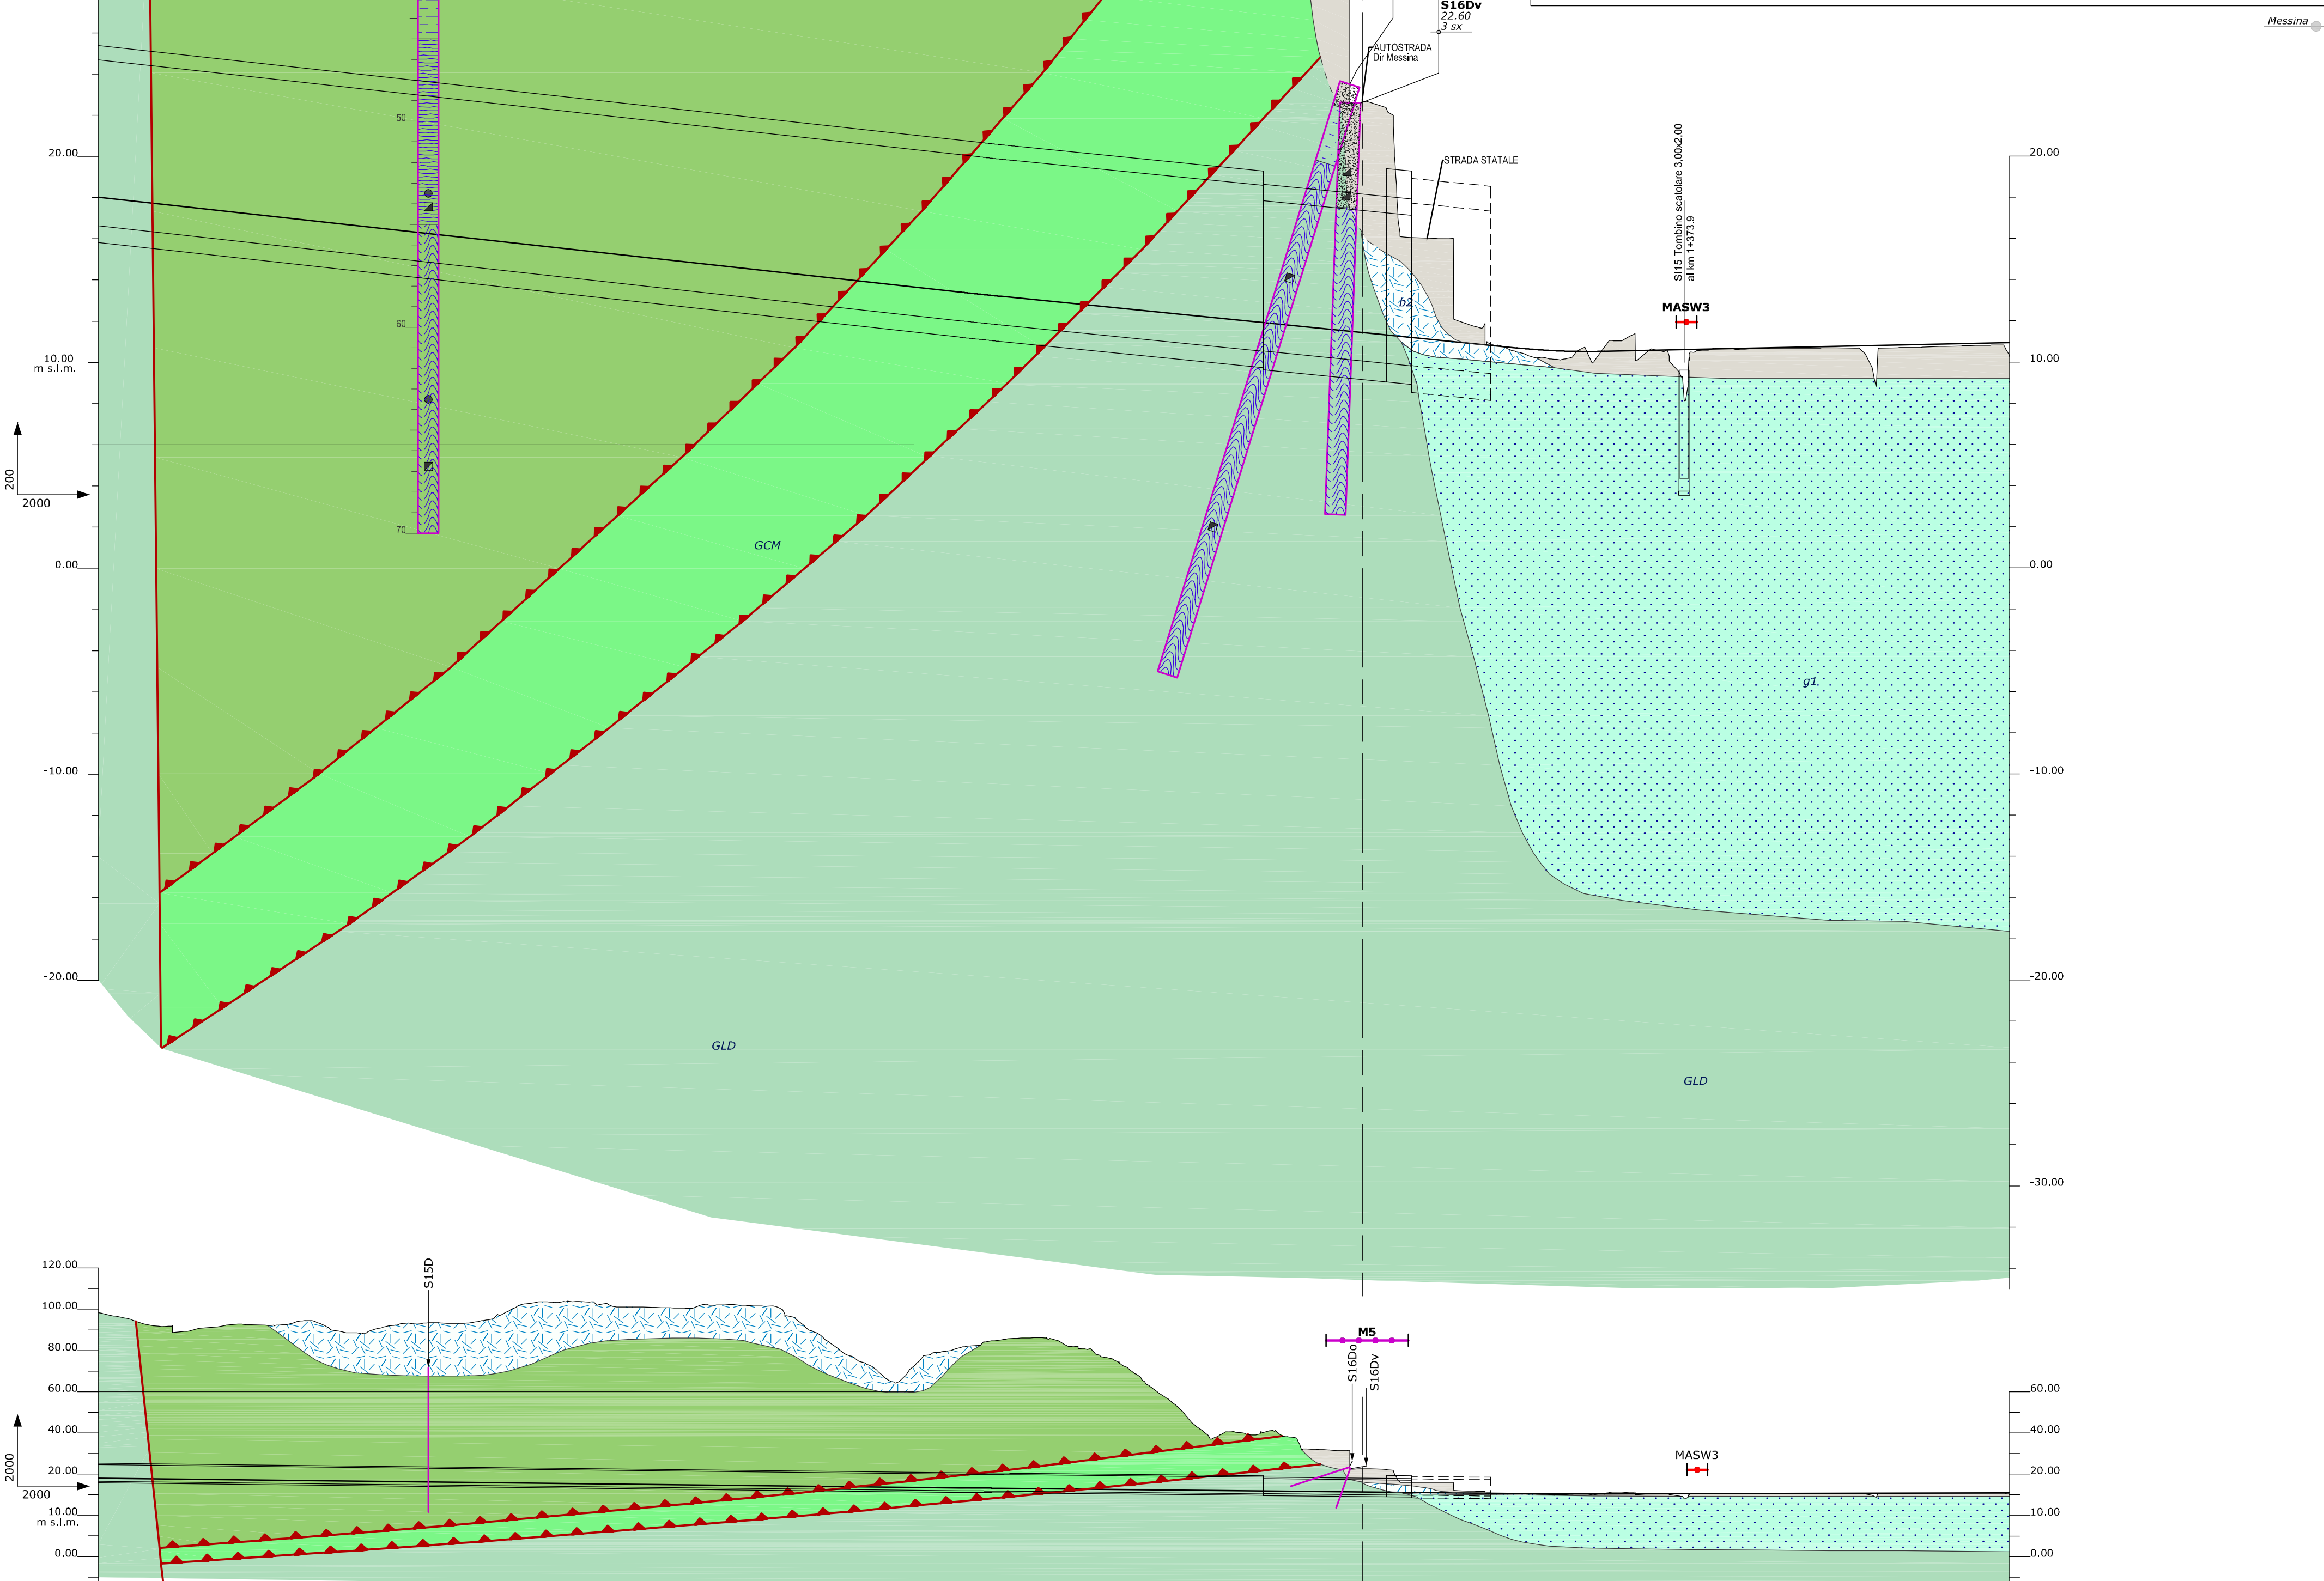 S16Dv
22.60
3 sx
Messina
AUTOSTRADA
Dir Messina
50
20.00
STRADA STATALE
20.00
SI15 Tombino scatolare 3,00x2,00
al km 1+373.9
b2
MASW3
60
10.00
m s.l.m.
10.00
200
2000
70
GCM
0.00
0.00
g1.
-10.00
-10.00
-20.00
-20.00
GLD
GLD
-30.00
120.00
S15D
100.00
80.00
60.00
40.00
20.00
2000
2000
10.00
m s.l.m.
0.00
M5
S16Do
S16Dv
MASW3
60.00
40.00
20.00
10.00
0.00